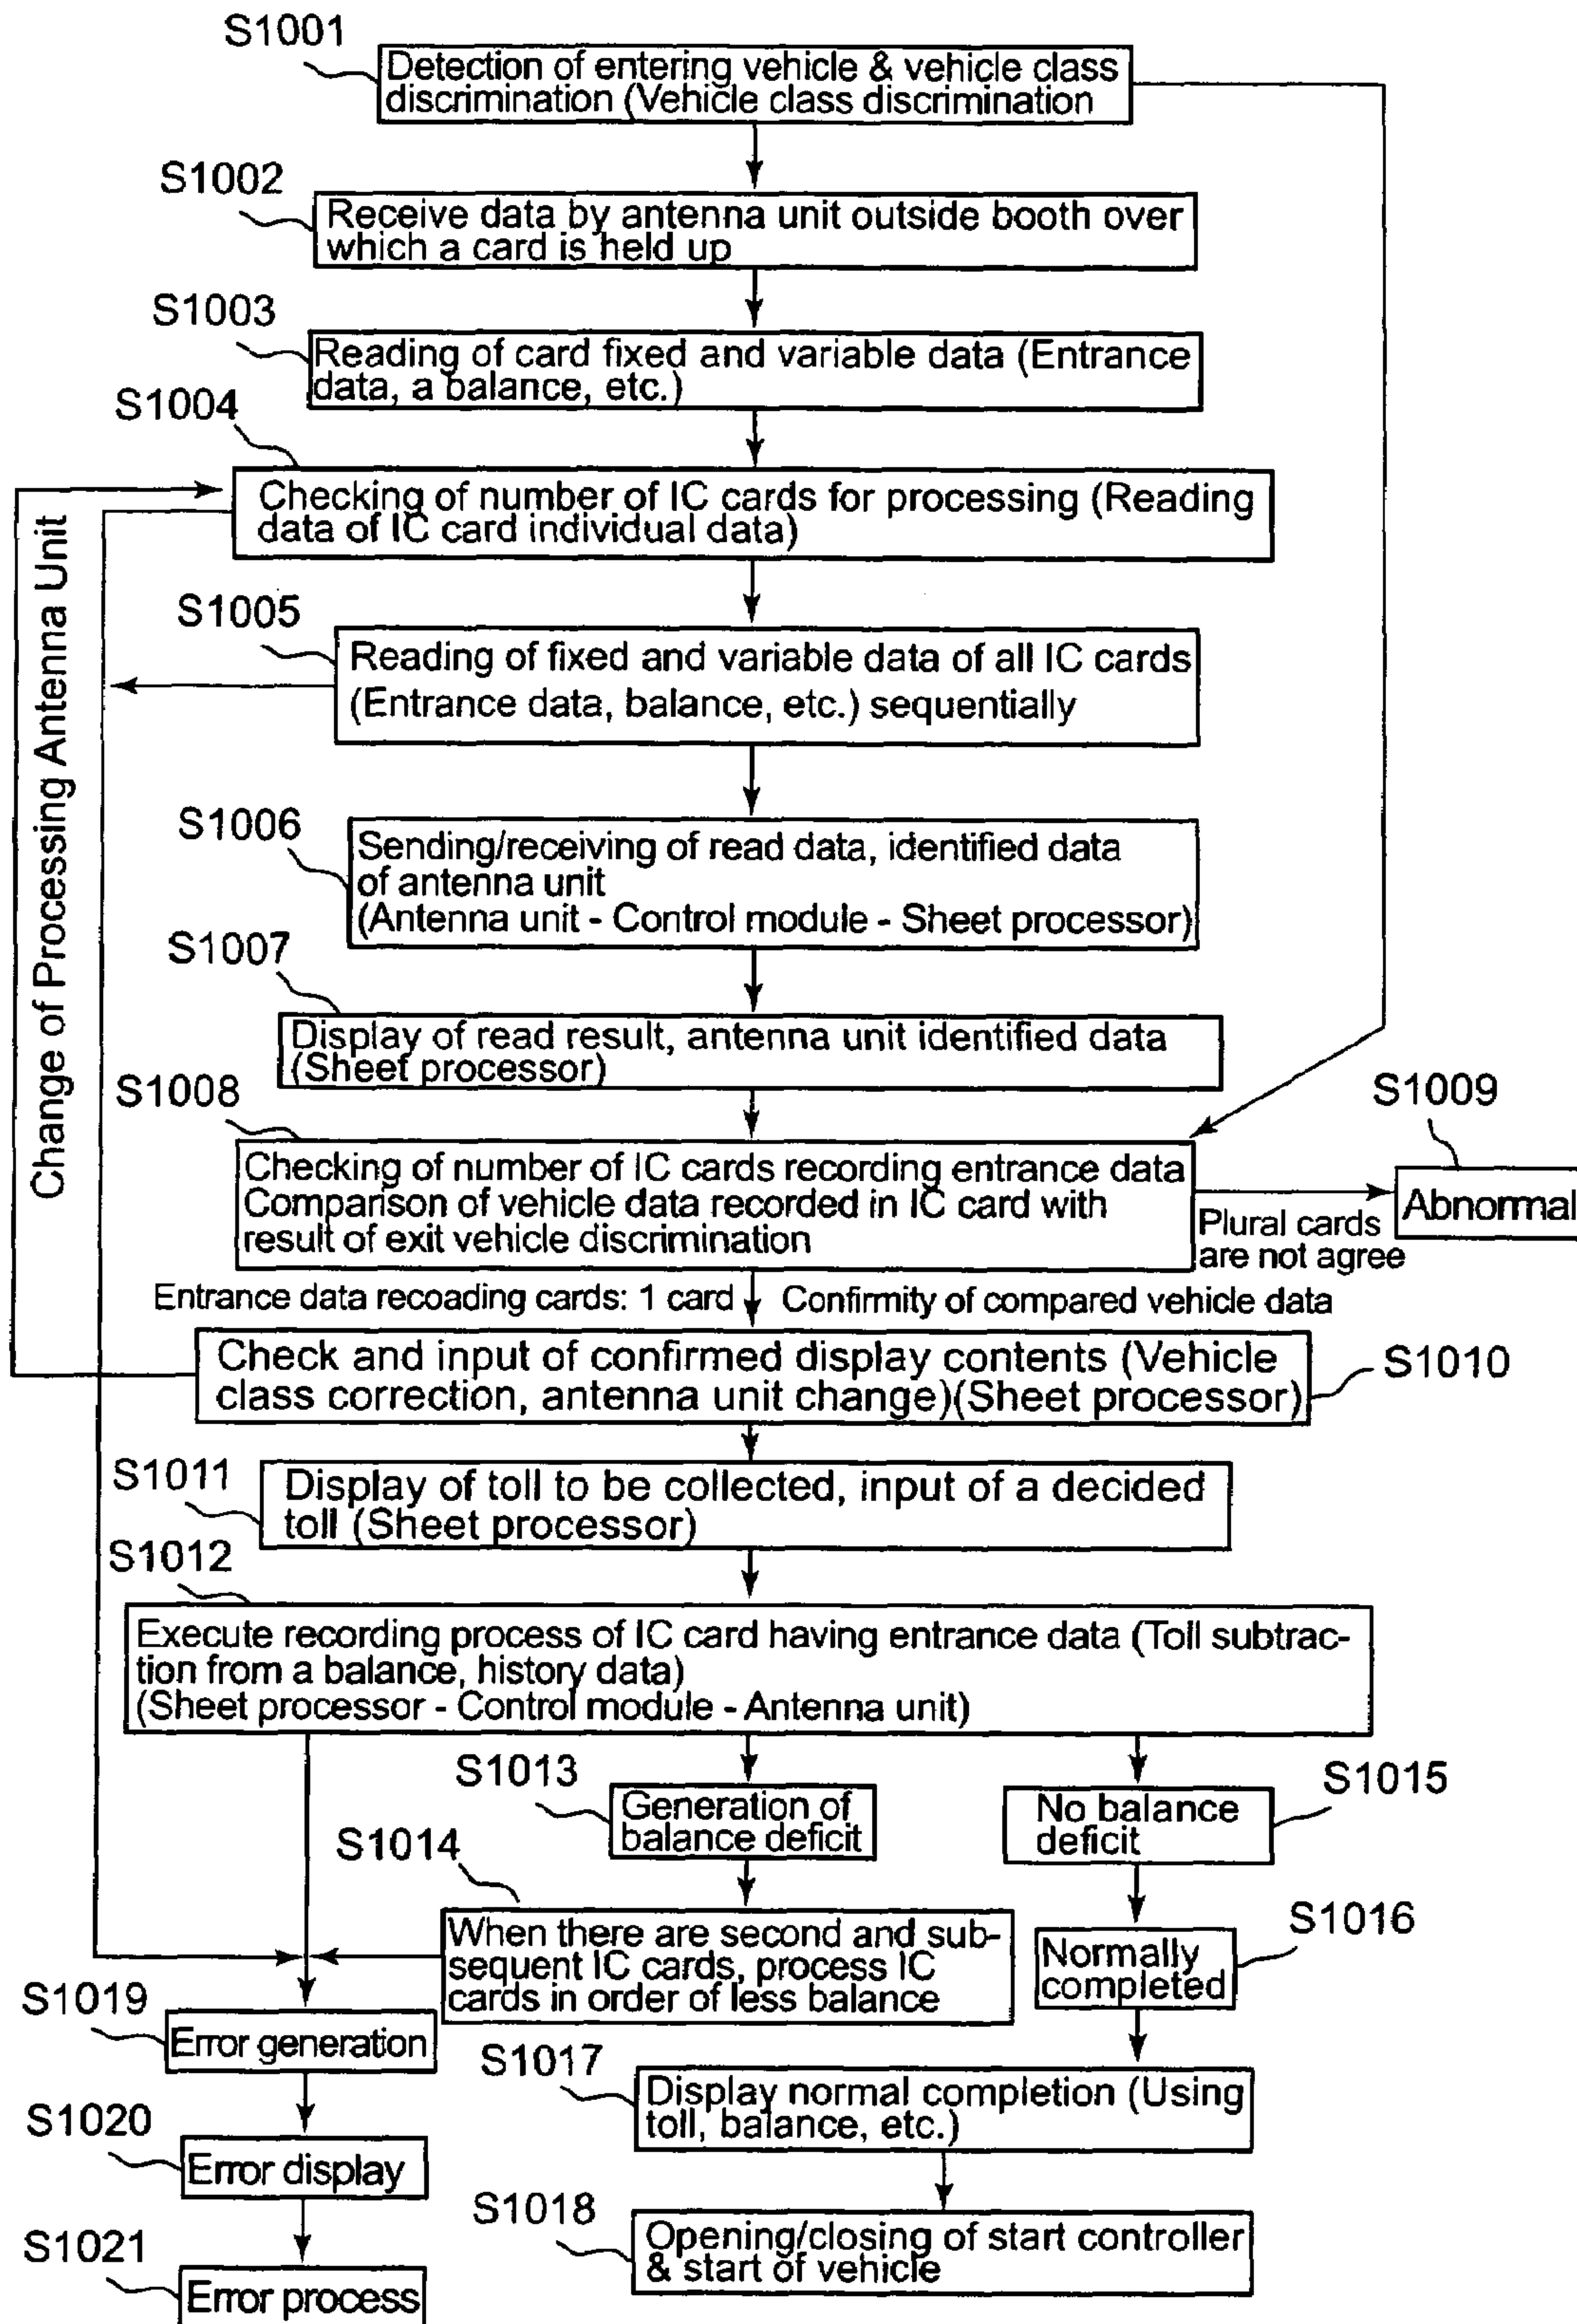 S1001
Detection of entering vehicle & vehicle class
discrimination (Vehicle class discrimination
S1002
Receive data by antenna unit outside booth over
which a card is held up
S1003
Reading of card fixed and variable data (Entrance
data, a balance, etc.)
S1004
Checking of number of IC cards for processing (Reading
data of IC card individual data)
Change of Processing Antenna Unit
S1005
Reading of fixed and variable data of all IC cards
(Entrance data, balance, etc.) sequentially
S1006
Sending/receiving of read data, identified data
of antenna unit
(Antenna unit - Control module - Sheet processor)
S1007
Display of read result, antenna unit identified data
(Sheet processor)
S1008
Checking of number of IC cards recording entrance data
Comparison of vehicle data recorded in IC card with
result of exit vehicle discrimination
S1009
Abnormal
Plural cards
are not agree
Entrance data recoading cards: 1 card
Confirmity of compared vehicle data
Check and input of confirmed display contents (Vehicle
class correction, antenna unit change)(Sheet processor)
S1010
S1011
Display of toll to be collected, input of a decided
toll (Sheet processor)
S1012
Execute recording process of IC card having entrance data (Toll subtrac-
tion from a balance, history data)
(Sheet processor - Control module - Antenna unit)
S1013
Generation of
balance deficit
S1015
No balance
deficit
S1014
When there are second and sub-
sequent IC cards, process IC
cards in order of less balance
S1016
Normally
completed
S1019
Error generation
S1017
Display normal completion (Using
toll, balance, etc.)
S1020
Error display
S1018
Opening/closing of start controller
& start of vehicle
S1021
Error process